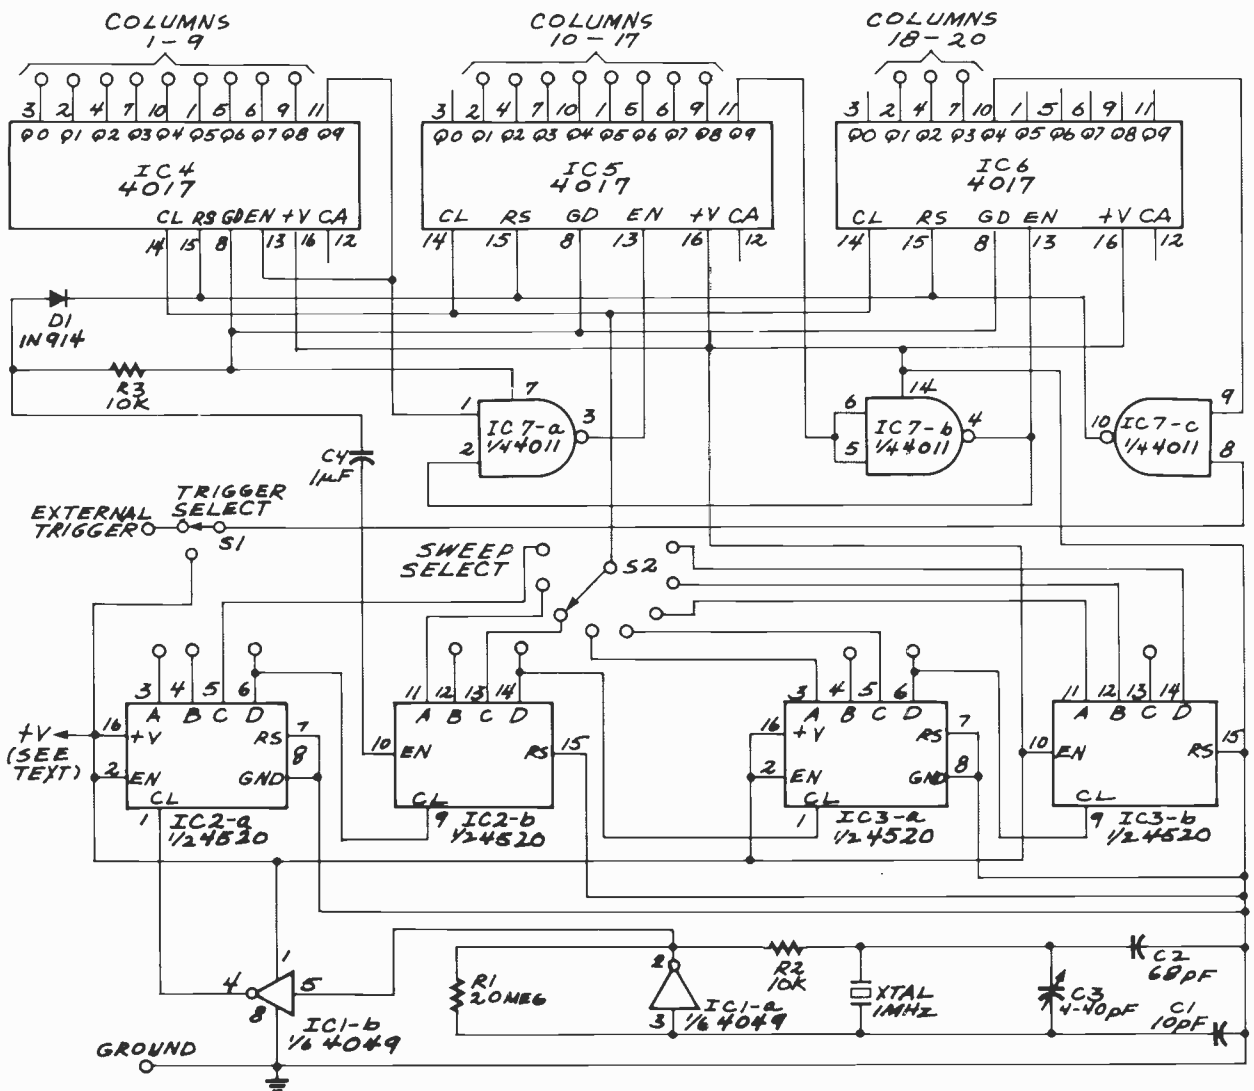 COLUMNS
1-9
COLUMNS
10-17
COLUMNS
18-20
3 2 4 7 10 1 5 6 9 11
Q0 Q1 Q2 Q3 Q4 Q5 Q6 Q7 Q8 Q9
IC4
4017
CL RS GD EN +V CA
14 15 8 13 16 12
3 2 4 7 10 1 5 6 9 11
Q0 Q1 Q2 Q3 Q4 Q5 Q6 Q7 Q8 Q9
IC5
4017
CL RS GD EN +V CA
14 15 8 13 16 12
3 2 4 7 10 1 5 6 9 11
Q0 Q1 Q2 Q3 Q4 Q5 Q6 Q7 Q8 Q9
IC6
4017
CL RS GD EN +V CA
14 15 8 13 16 12
D1
1N914
R3
10K
C4
1µF
1 2 7 3
IC7-a
1/4 4011
6 5 14 4
IC7-b
1/4 4011
10 9 8
IC7-c
1/4 4011
EXTERNAL
TRIGGER
TRIGGER
SELECT
S1
SWEEP
SELECT
S2
3 4 5 6
A B C D
16 +V RS 7
2 EN GND 8
CL
1
IC2-a
1/2 4520
+V
(SEE
TEXT)
11 12 13 14
A B C D
10 EN RS 15
CL
9
IC2-b
1/2 4520
3 4 5 6
A B C D
16 +V RS 7
2 EN GND 8
CL
1
IC3-a
1/2 4520
11 12 13 14
A B C D
10 EN RS 15
CL
9
IC3-b
1/2 4520
1
4 5
8
IC1-b
1/6 4049
GROUND
R1
20MEG
2
3
IC1-a
1/6 4049
R2
10K
XTAL
1MHz
C3
4-40pF
C2
68pF
C1
10pF